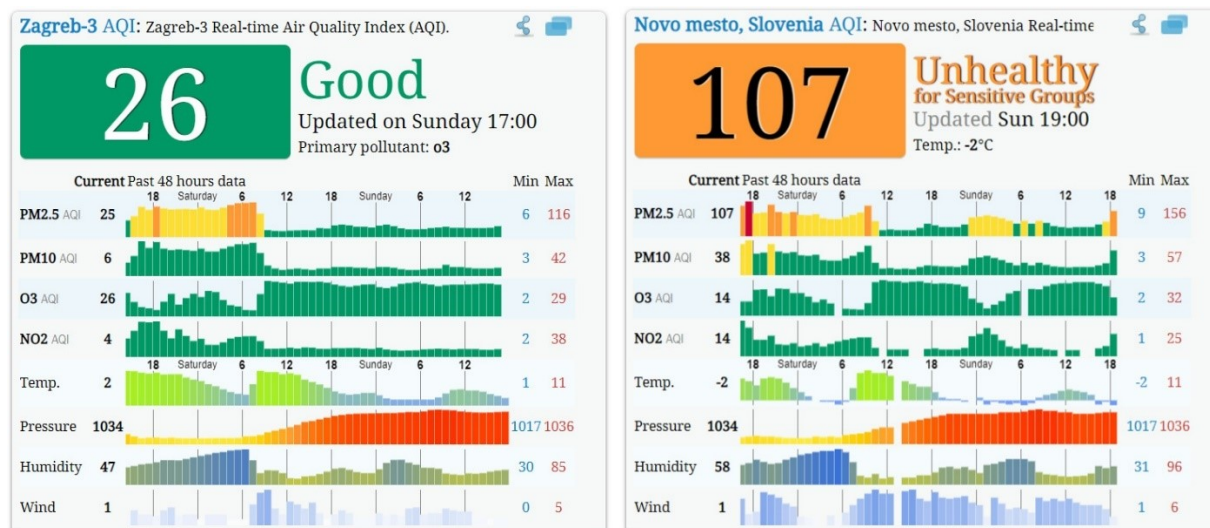 Zagreb-3 AQI: Zagreb-3 Real-time Air Quality Index (AQI).
26
Good
Updated on Sunday 17:00
Primary pollutant: o3
Current Past 48 hours data Min Max
18 Saturday 6 12 18 Sunday 6 12
PM2.5 AQI 25 6 116
PM10 AQI 6 3 42
O3 AQI 26 2 29
NO2 AQI 4 2 38
18 Saturday 6 12 18 Sunday 6 12
Temp. 2 1 11
Pressure 1034 1017 1036
Humidity 47 30 85
Wind 1 0 5
Novo mesto, Slovenia AQI: Novo mesto, Slovenia Real-time
107
Unhealthy
for Sensitive Groups
Updated Sun 19:00
Temp.: -2°C
Current Past 48 hours data Min Max
18 Saturday 6 12 18 Sunday 6 12 18
PM2.5 AQI 107 9 156
PM10 AQI 38 3 57
O3 AQI 14 2 32
NO2 AQI 14 1 25
18 Saturday 6 12 18 Sunday 6 12 18
Temp. -2 -2 11
Pressure 1034 1017 1036
Humidity 58 31 96
Wind 1 1 6